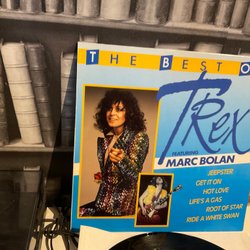 THE BEST O
T.Rex
FEATURING
MARC BOLAN
JEEPSTER
GET IT ON
HOT LOVE
LIFE'S A GAS
ROOT OF STAR
RIDE A WHITE SWAN